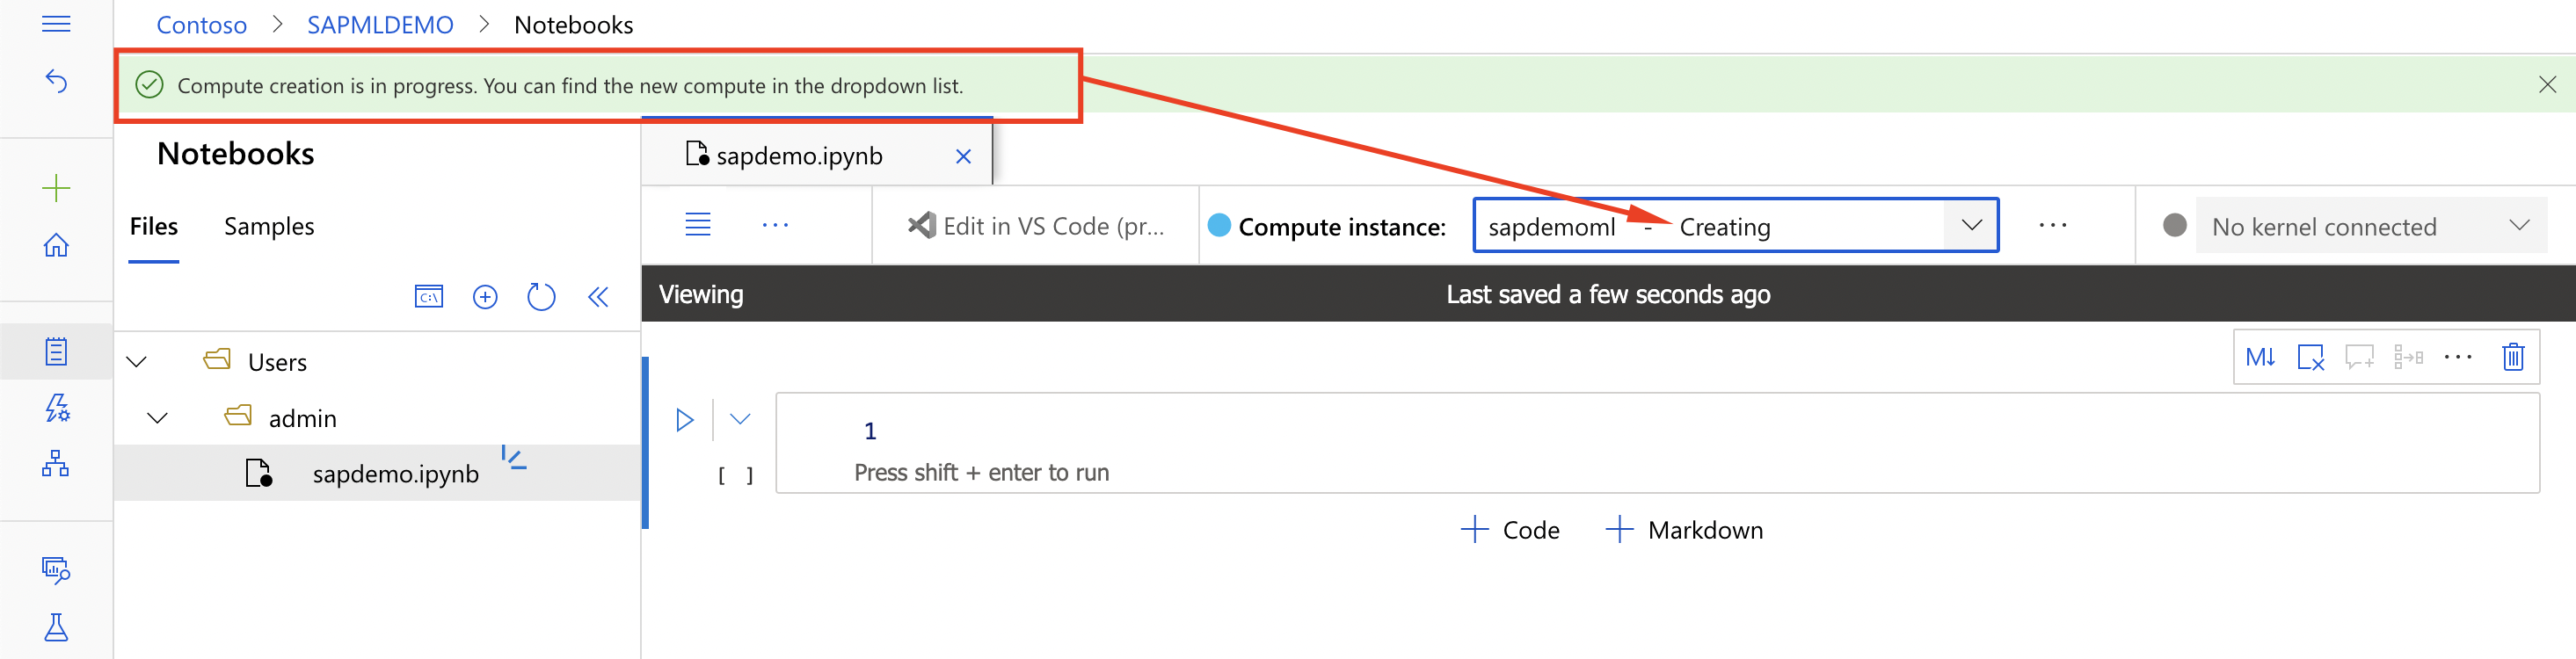 Contoso > SAPMLDEMO > Notebooks
Compute creation is in progress. You can find the new compute in the dropdown list.
Notebooks
sapdemo.ipynb
Files Samples
Edit in VS Code (pr...
Compute instance: sapdemoml - Creating
No kernel connected
Viewing Last saved a few seconds ago
Users
admin
sapdemo.ipynb
M↓
1
[ ] Press shift + enter to run
+ Code + Markdown